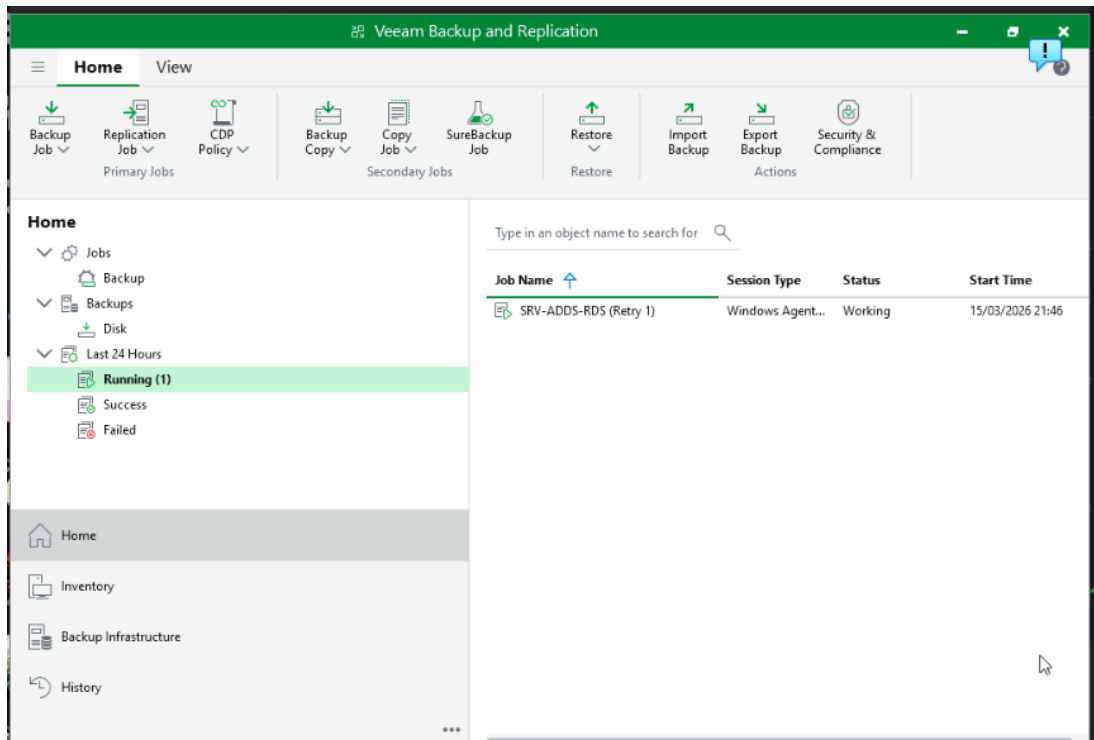 Veeam Backup and Replication
Home View
Backup Job
Replication Job
CDP Policy
Primary Jobs
Backup Copy
Copy Job
SureBackup Job
Secondary Jobs
Restore
Restore
Import Backup
Export Backup
Security & Compliance
Actions
Home
Jobs
Backup
Backups
Disk
Last 24 Hours
Running (1)
Success
Failed
Home
Inventory
Backup Infrastructure
History
Type in an object name to search for
Job Name Session Type Status Start Time
SRV-ADDS-RDS (Retry 1) Windows Agent... Working 15/03/2026 21:46